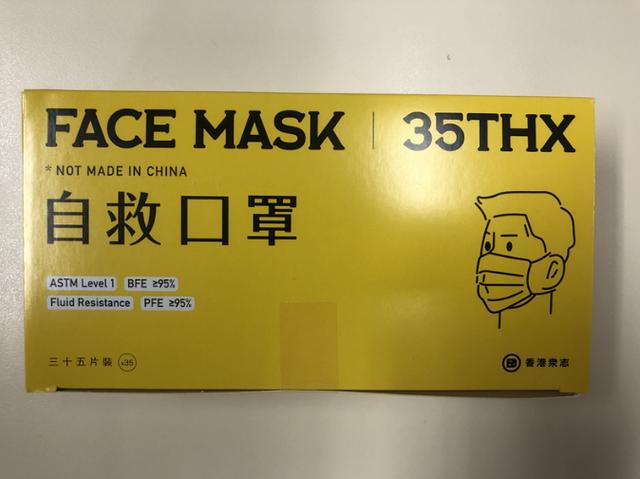 FACE MASK | 35THX
* NOT MADE IN CHINA
自救口罩
ASTM Level 1 BFE ≥95%
Fluid Resistance PFE ≥95%
三十五片裝 x35
香港眾志